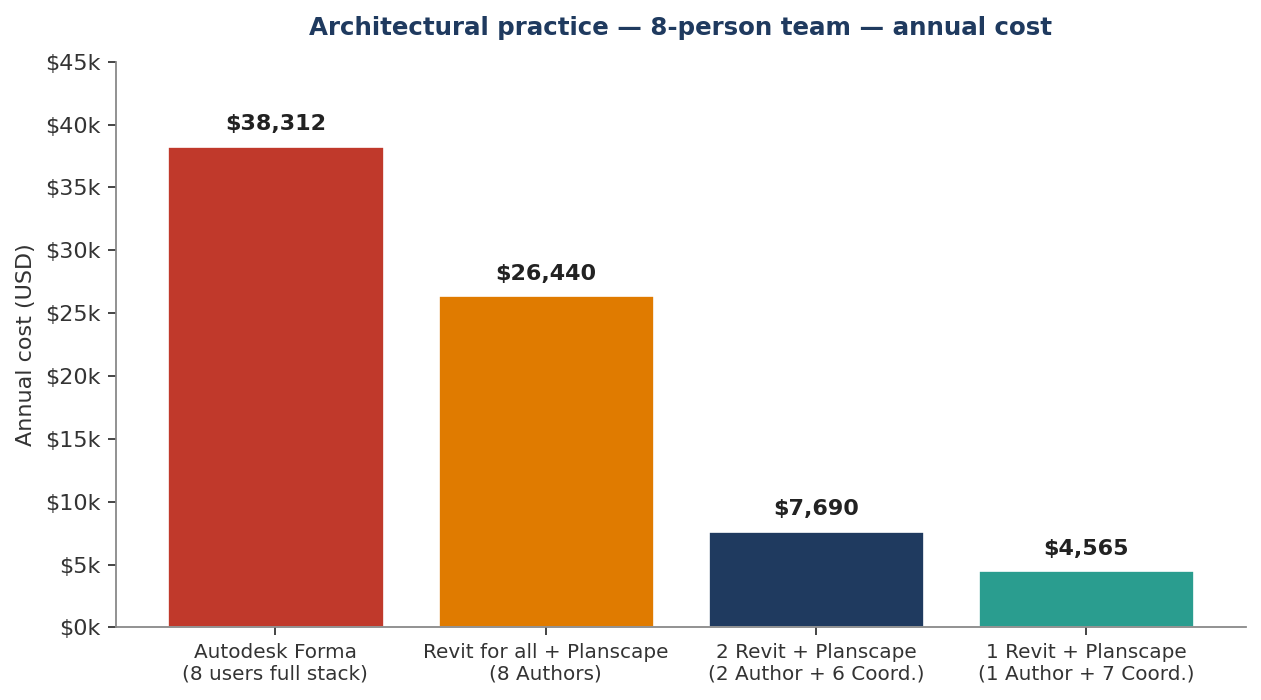 Architectural practice — 8-person team — annual cost
Annual cost (USD)
$45k
$40k
$35k
$30k
$25k
$20k
$15k
$10k
$5k
$0k
$38,312
$26,440
$7,690
$4,565
Autodesk Forma
(8 users full stack)
Revit for all + Planscape
(8 Authors)
2 Revit + Planscape
(2 Author + 6 Coord.)
1 Revit + Planscape
(1 Author + 7 Coord.)